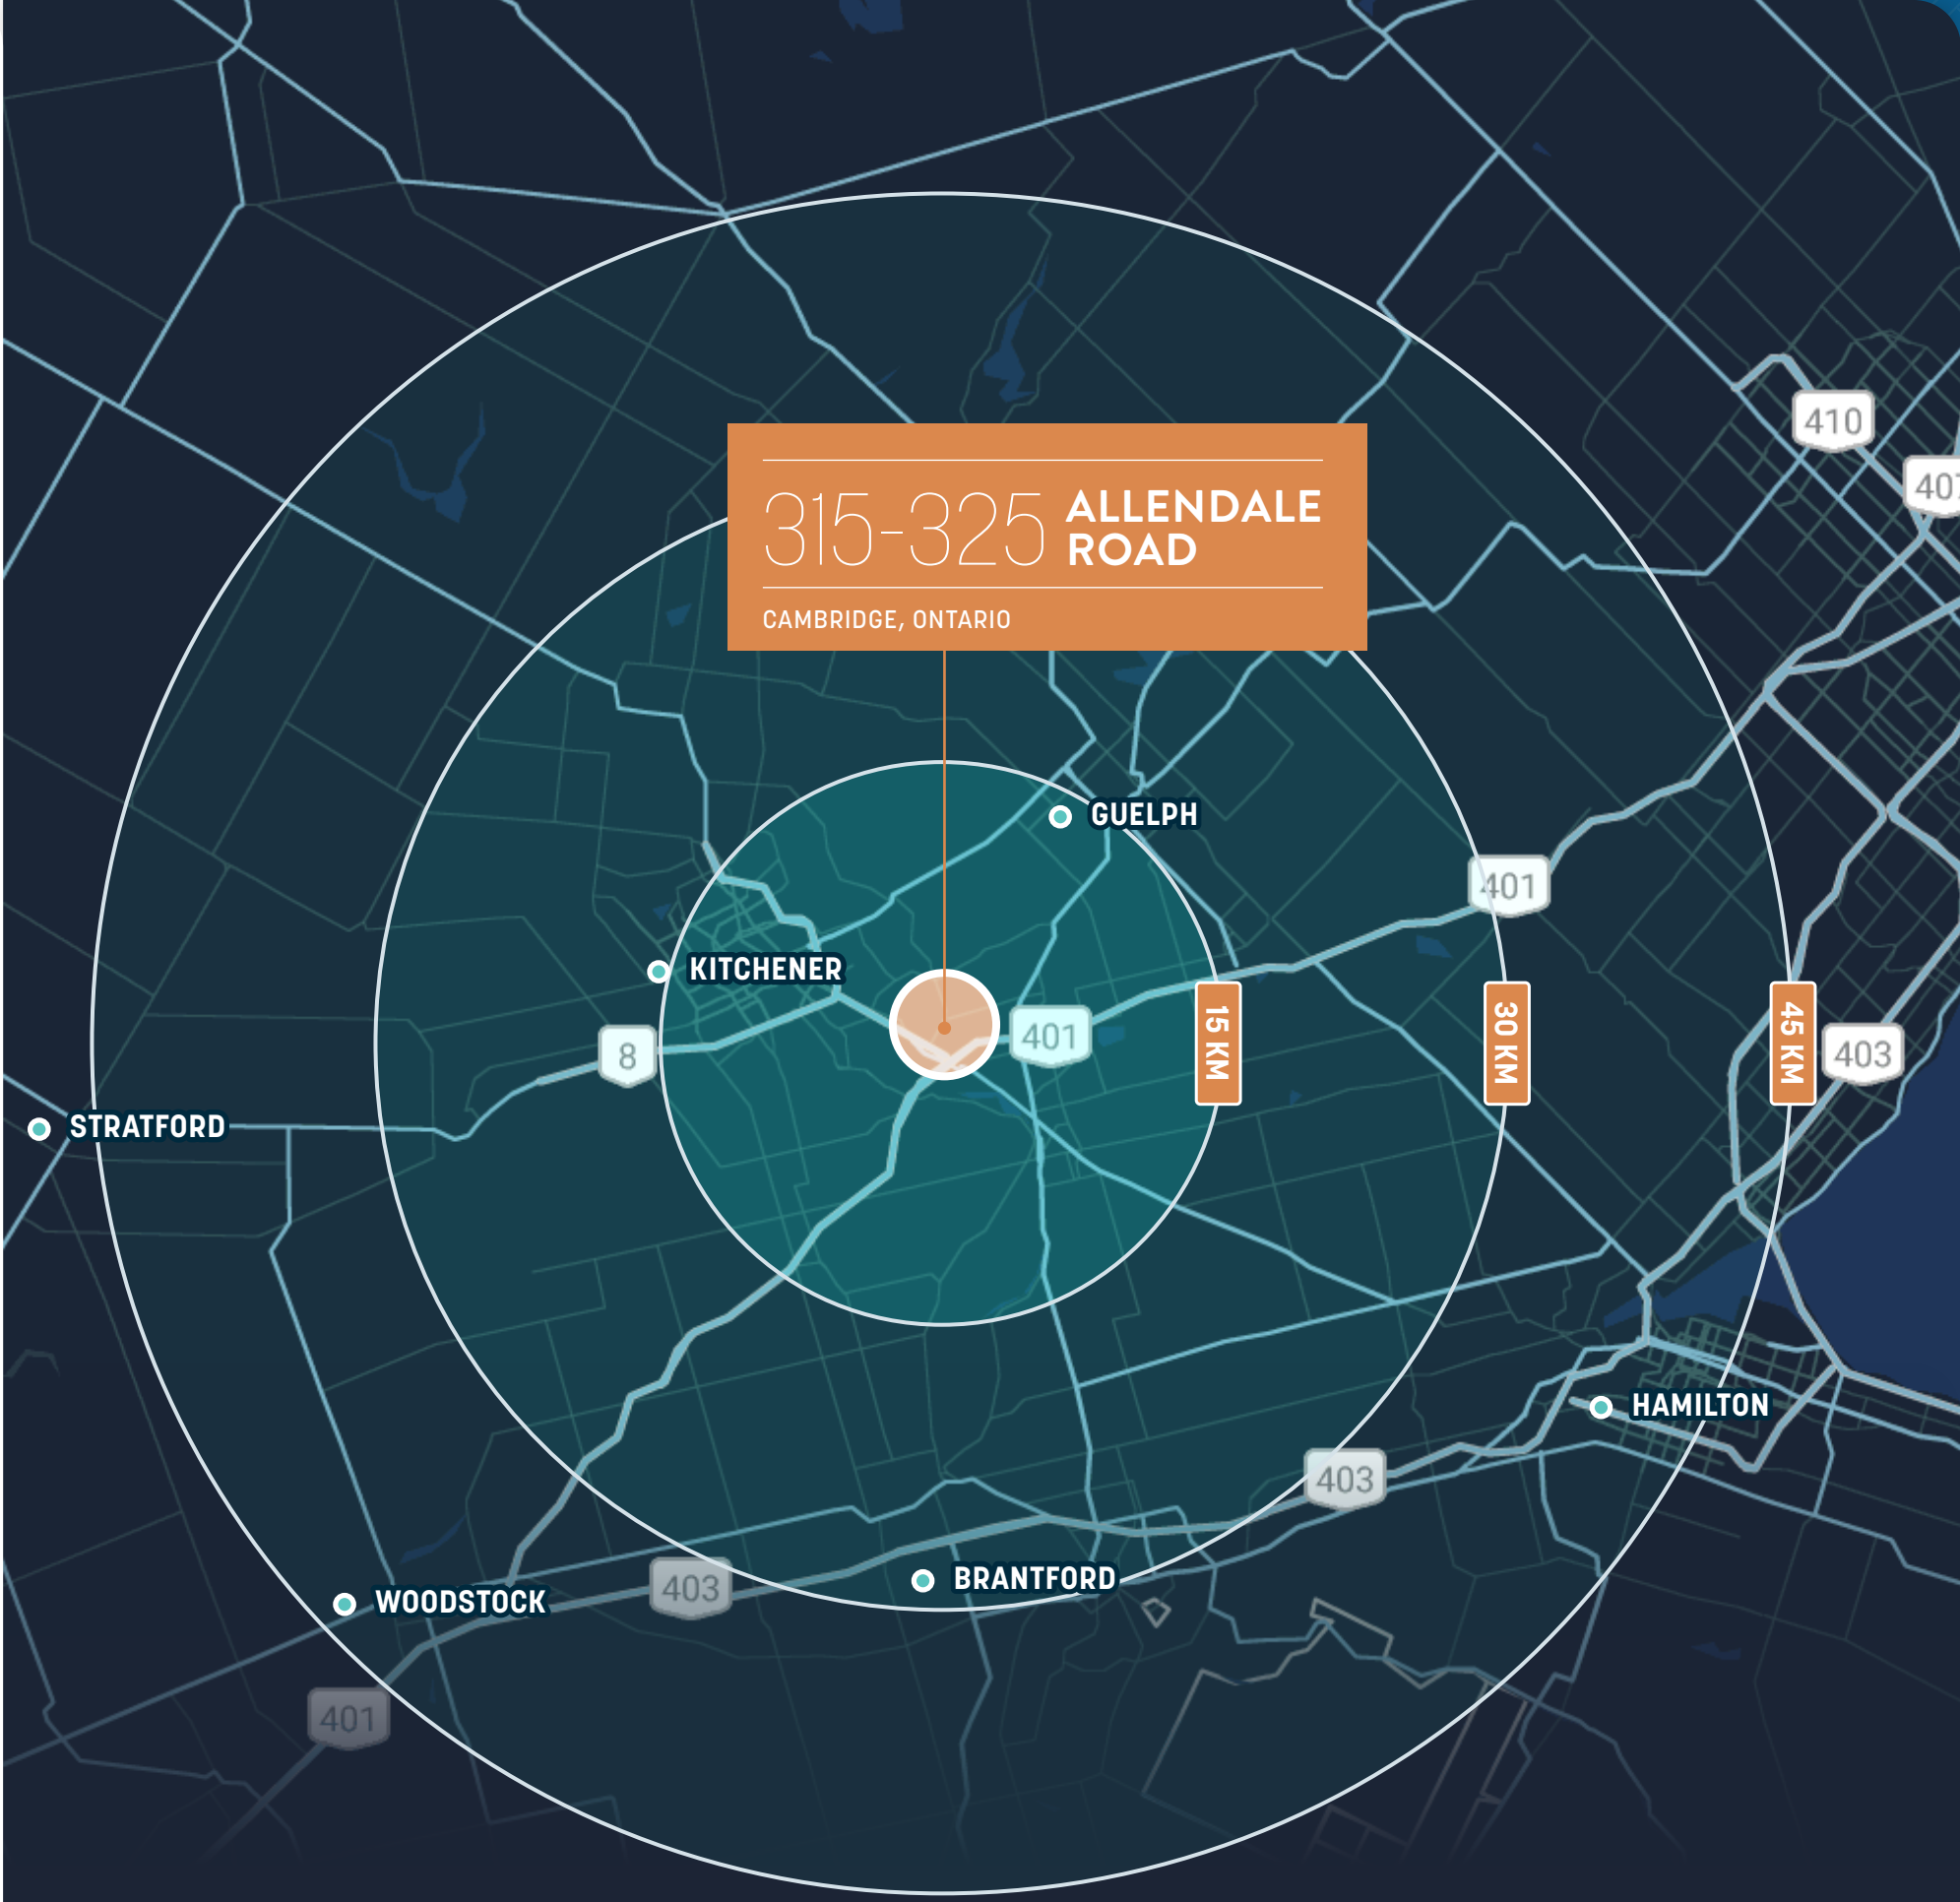 410
407
315-325 ALLENDALE
ROAD
CAMBRIDGE, ONTARIO
GUELPH
401
KITCHENER
401
8
15 KM
30 KM
45 KM
403
STRATFORD
HAMILTON
403
BRANTFORD
403
WOODSTOCK
401